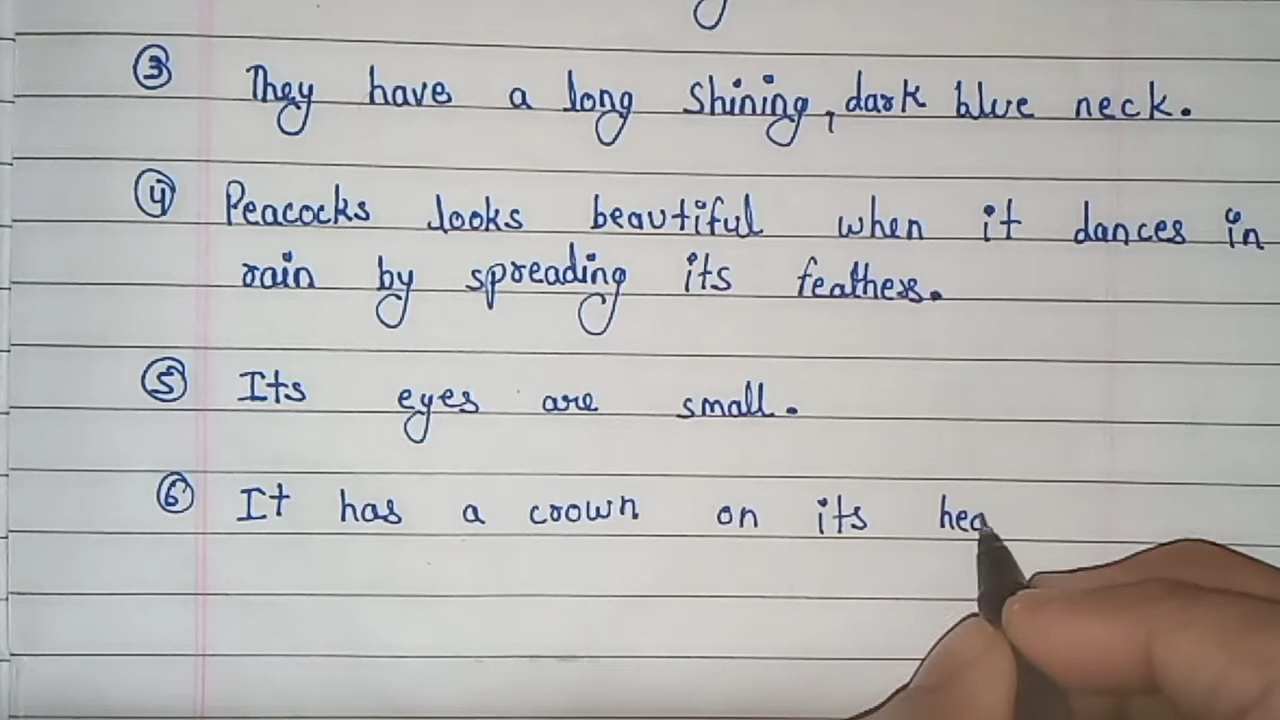 ③ They have a long shining, dark blue neck.
④ Peacocks looks beautiful when it dances in
rain by spreading its feathers.
⑤ Its eyes are small.
⑥ It has a crown on its hea